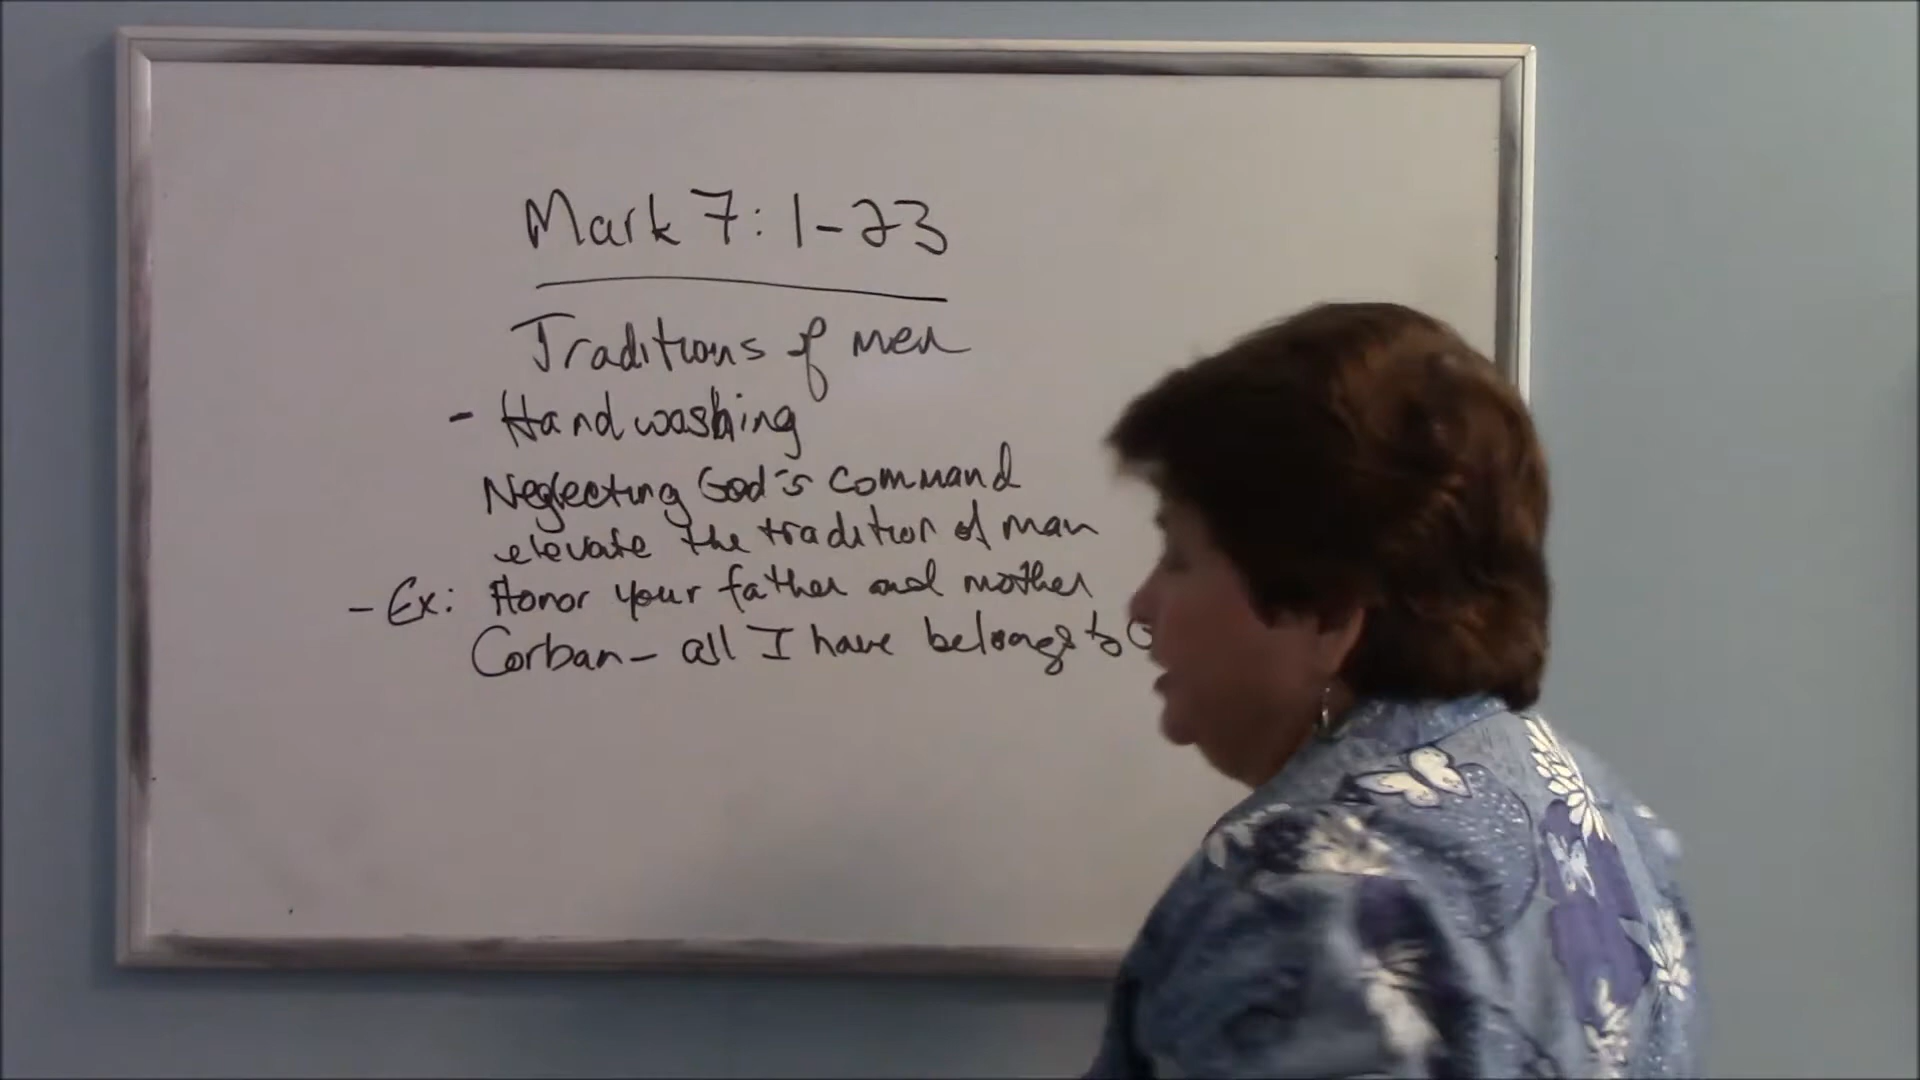 Mark 7: 1-23
Traditions of men
- Handwashing
Neglecting God's command
elevate the tradition of man
- Ex: Honor your father and mother
Corban - all I have belongs to